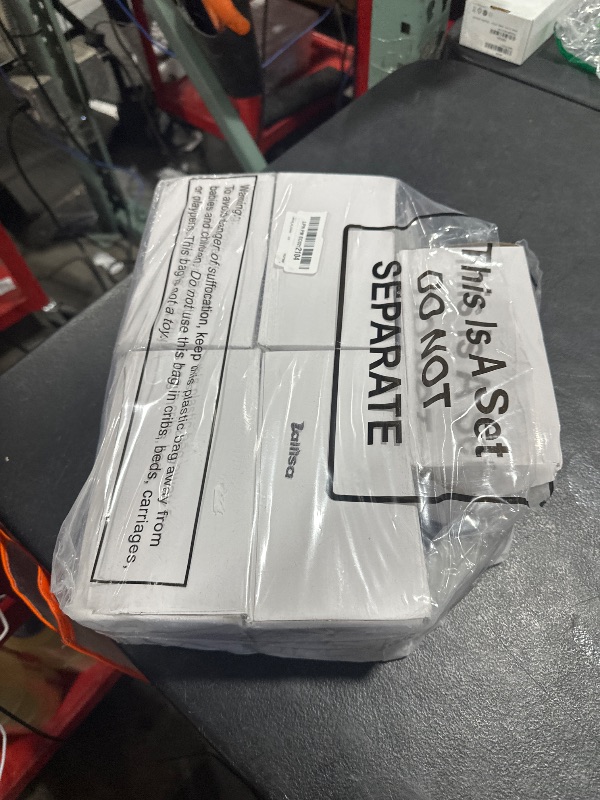 Warning:
To avoid danger of suffocation, keep this plastic bag away from
babies and children. Do not use this bag in cribs, beds, carriages,
or playpens. This bag is not a toy.
This Is A Set
DO NOT
SEPARATE